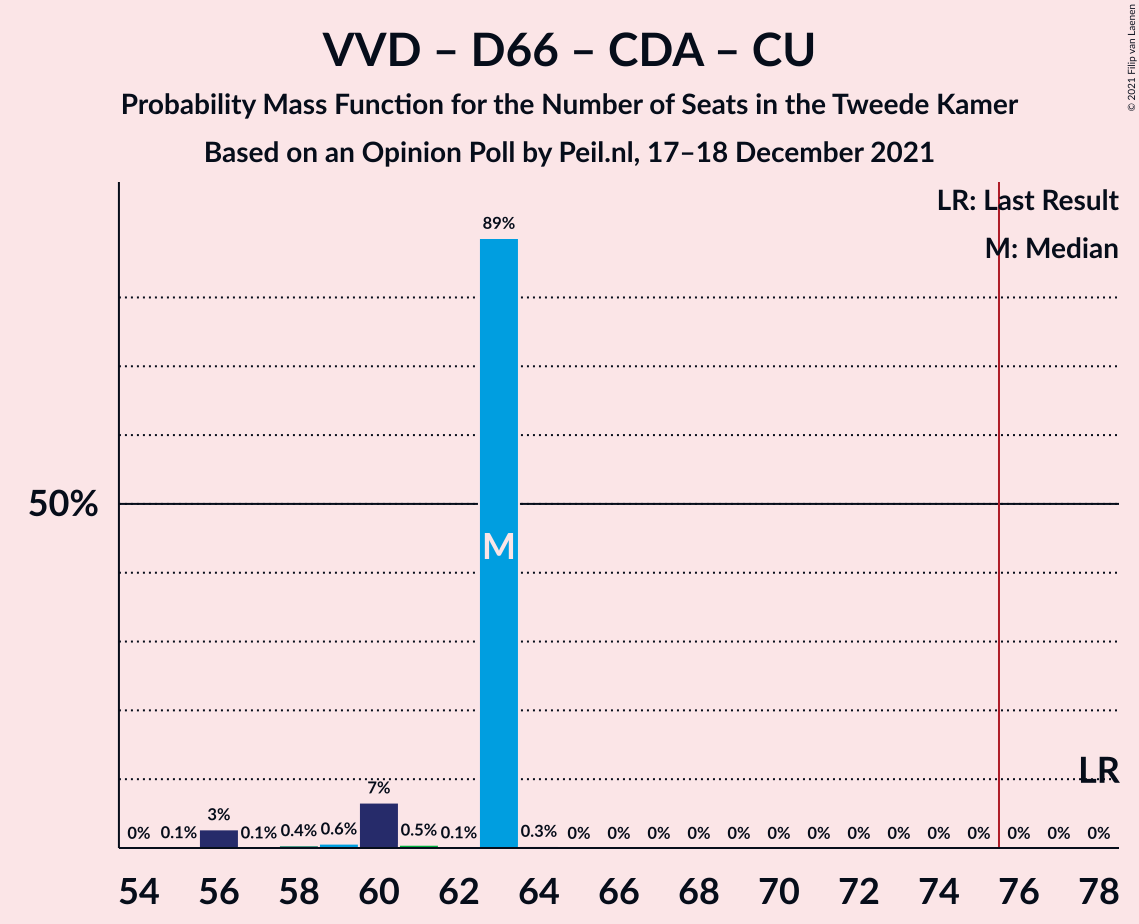 VVD – D66 – CDA – CU
Probability Mass Function for the Number of Seats in the Tweede Kamer
Based on an Opinion Poll by Peil.nl, 17–18 December 2021
© 2021 Filip van Laenen
LR: Last Result
M: Median
50%
89%
M
LR
0% 0.1% 3% 0.1% 0.4% 0.6% 7% 0.5% 0.1% 0.3% 0% 0% 0% 0% 0% 0% 0% 0% 0% 0% 0% 0% 0% 0%
54 56 58 60 62 64 66 68 70 72 74 76 78